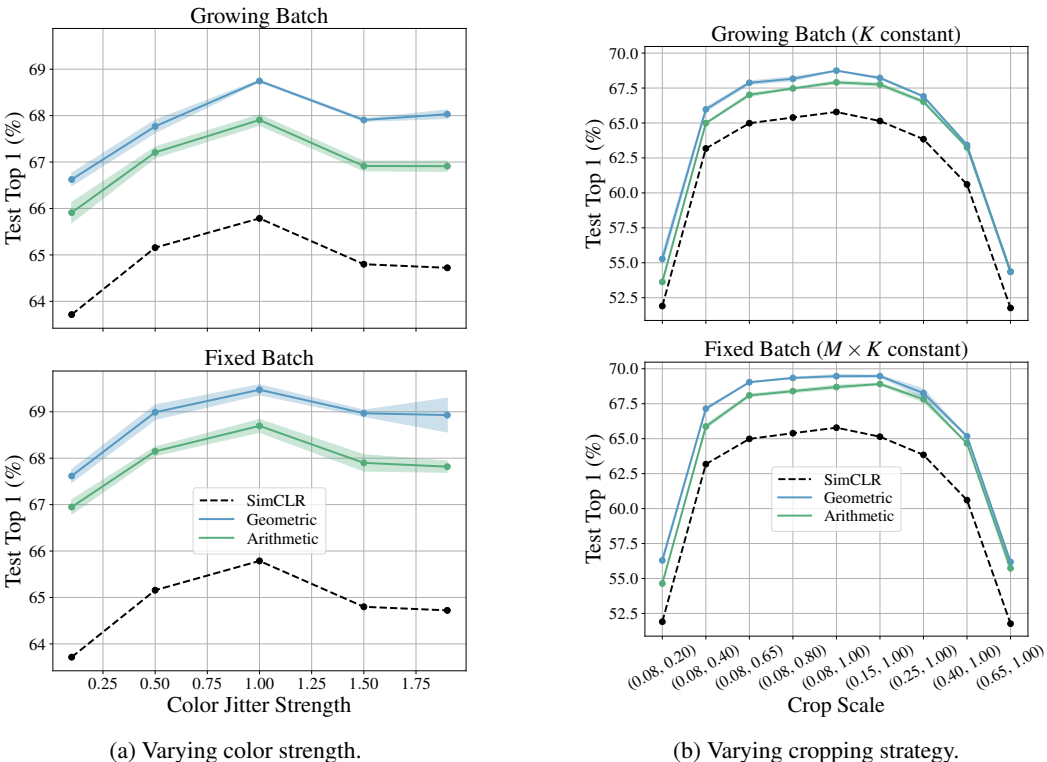 Growing Batch
69
68
67
66
65
64
Test Top 1 (%)
Fixed Batch
69
68
67
66
65
64
Test Top 1 (%)
SimCLR
Geometric
Arithmetic
0.25 0.50 0.75 1.00 1.25 1.50 1.75
Color Jitter Strength
(a) Varying color strength.
Growing Batch (K constant)
70.0
67.5
65.0
62.5
60.0
57.5
55.0
52.5
Test Top 1 (%)
Fixed Batch (M × K constant)
70.0
67.5
65.0
62.5
60.0
57.5
55.0
52.5
Test Top 1 (%)
SimCLR
Geometric
Arithmetic
(0.08, 0.20) (0.08, 0.40) (0.08, 0.65) (0.08, 0.80) (0.08, 1.00) (0.15, 1.00) (0.25, 1.00) (0.40, 1.00) (0.65, 1.00)
Crop Scale
(b) Varying cropping strategy.